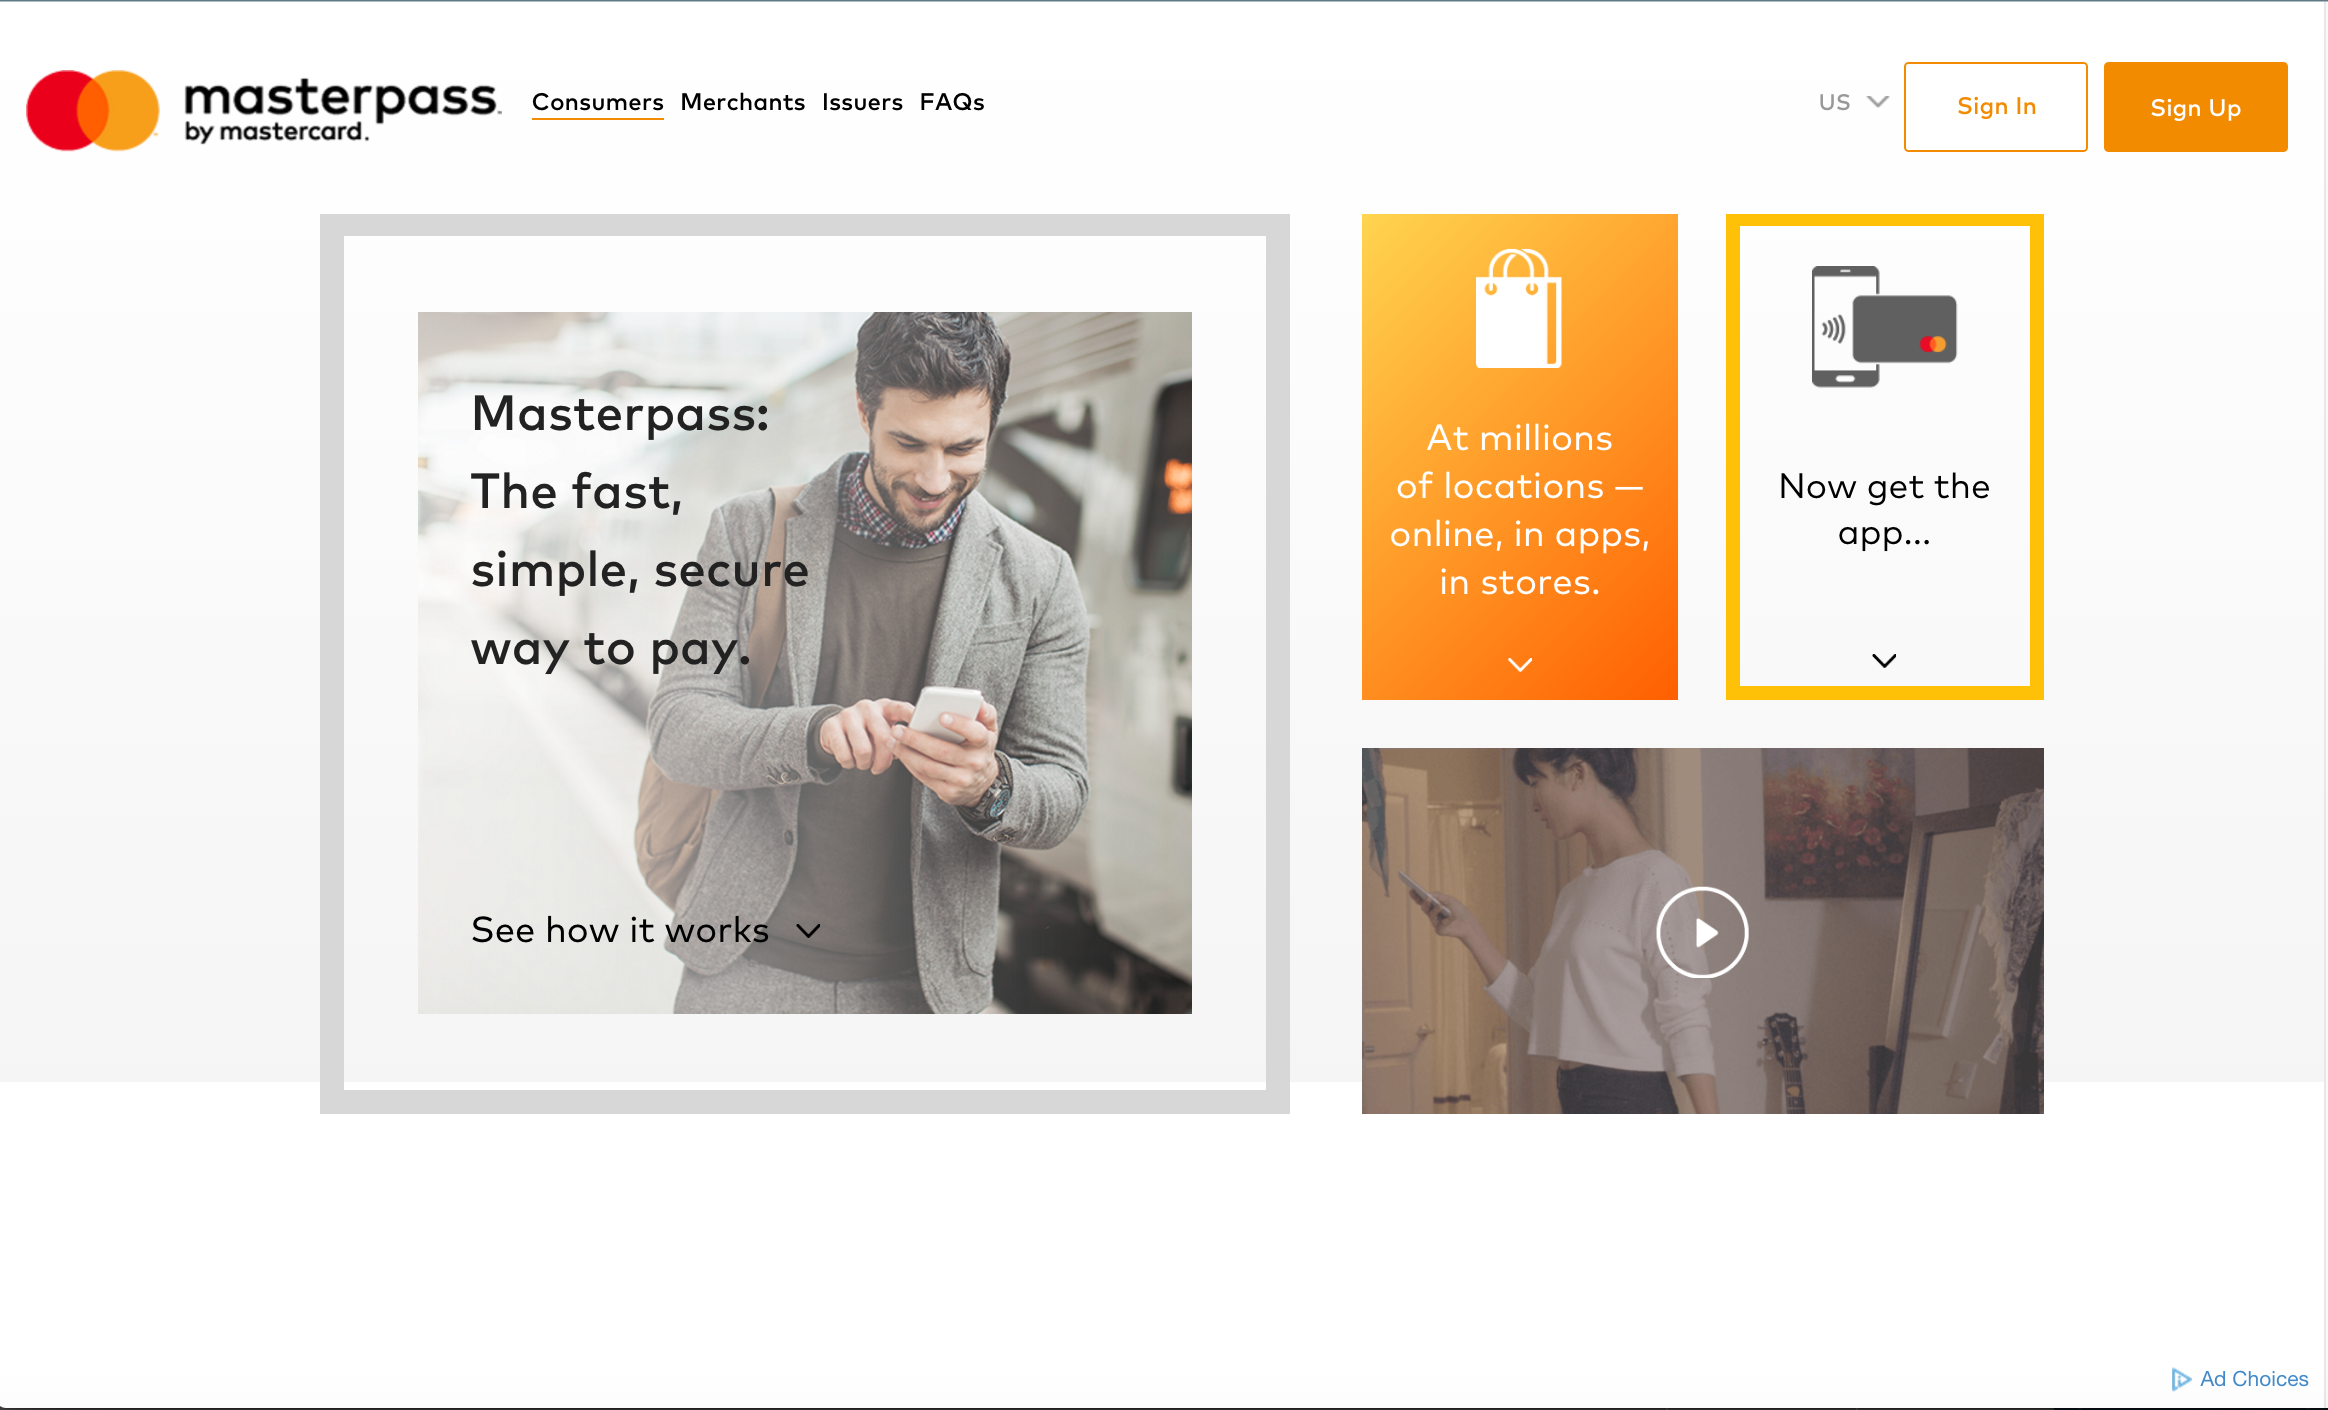 masterpass
by mastercard.
Consumers Merchants Issuers FAQs
US
Sign In
Sign Up
Masterpass:
The fast,
simple, secure
way to pay.
See how it works
At millions
of locations —
online, in apps,
in stores.
Now get the
app...
Ad Choices